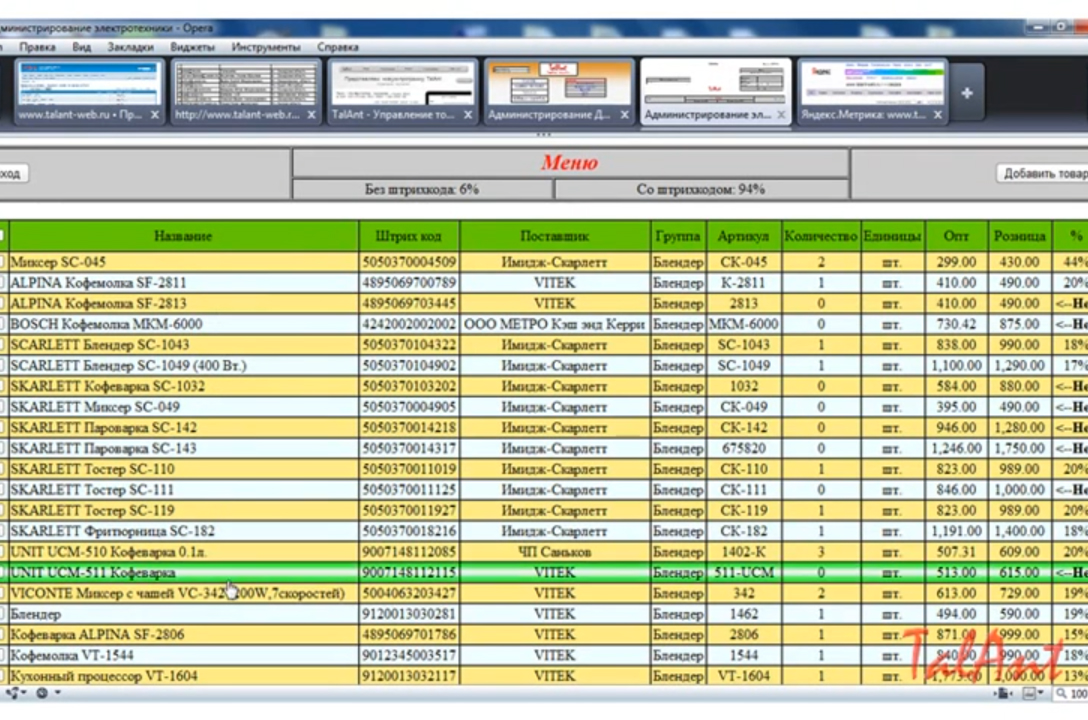 министрирование электротехники - Opera
Правка Вид Закладки Виджеты Инструменты Справка
www.talant-web.ru • Пр... http://www.talant-web.r... TalAnt - Управление то... Администрирование Д... Администрирование эл... Яндекс.Метрика: www.t...
ход Меню Добавить товар
Без штрихкода: 6% Со штрихкодом: 94%
Название Штрих код Поставщик Группа Артикул Количество Единицы Опт Розница %
Миксер SC-045 5050370004509 Имидж-Скарлетт Блендер СК-045 2 шт. 299.00 430.00 44%
ALPINA Кофемолка SF-2811 4895069700789 VITEK Блендер К-2811 1 шт. 410.00 490.00 20%
ALPINA Кофемолка SF-2813 4895069703445 VITEK Блендер 2813 0 шт. 410.00 490.00 <--Не
BOSCH Кофемолка МКМ-6000 4242002002002 ООО МЕТРО Кэш энд Керри Блендер МКМ-6000 0 шт. 730.42 875.00 <--Не
SCARLETT Блендер SC-1043 5050370104322 Имидж-Скарлетт Блендер SC-1043 1 шт. 838.00 990.00 18%
SCARLETT Блендер SC-1049 (400 Вт.) 5050370104902 Имидж-Скарлетт Блендер SC-1049 1 шт. 1,100.00 1,290.00 17%
SKARLETT Кофеварка SC-1032 5050370103202 Имидж-Скарлетт Блендер 1032 0 шт. 584.00 880.00 <--Не
SKARLETT Миксер SC-049 5050370004905 Имидж-Скарлетт Блендер СК-049 0 шт. 395.00 490.00 <--Не
SKARLETT Пароварка SC-142 5050370014218 Имидж-Скарлетт Блендер СК-142 0 шт. 946.00 1,280.00 <--Не
SKARLETT Пароварка SC-143 5050370014317 Имидж-Скарлетт Блендер 675820 0 шт. 1,246.00 1,750.00 <--Не
SKARLETT Тостер SC-110 5050370011019 Имидж-Скарлетт Блендер СК-110 1 шт. 823.00 989.00 20%
SKARLETT Тостер SC-111 5050370011125 Имидж-Скарлетт Блендер СК-111 0 шт. 846.00 1,000.00 <--Не
SKARLETT Тостер SC-119 5050370011927 Имидж-Скарлетт Блендер СК-119 1 шт. 823.00 989.00 20%
SKARLETT Фритюрница SC-182 5050370018216 Имидж-Скарлетт Блендер СК-182 1 шт. 1,191.00 1,400.00 18%
UNIT UCM-510 Кофеварка 0.1л. 9007148112085 ЧП Саньков Блендер 1402-К 3 шт. 507.31 609.00 20%
UNIT UCM-511 Кофеварка 9007148112115 VITEK Блендер 511-UCM 0 шт. 513.00 615.00 <--Не
VICONTE Миксер с чашей VC-342 200W,7скоростей) 5004063203427 VITEK Блендер 342 2 шт. 613.00 729.00 19%
Блендер 9120013030281 VITEK Блендер 1462 1 шт. 494.00 590.00 19%
Кофеварка ALPINA SF-2806 4895069701786 VITEK Блендер 2806 1 шт. 871.00 999.00 15%
Кофемолка VT-1544 9012345003517 VITEK Блендер 1544 1 шт. 840.00 990.00 18%
Кухонный процессор VT-1604 9120013032117 VITEK Блендер VT-1604 1 шт. 1,773.00 2,000.00 13%
TalAnt
100